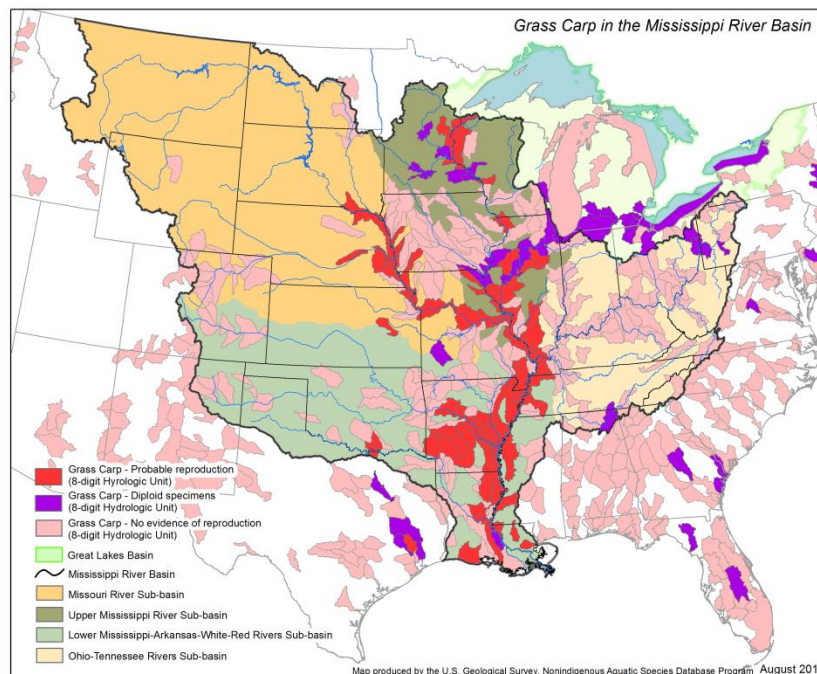 Grass Carp in the Mississippi River Basin
Grass Carp - Probable reproduction
(8-digit Hyrologic Unit)
Grass Carp - Diploid specimens
(8-digit Hydrologic Unit)
Grass Carp - No evidence of reproduction
(8-digit Hydrologic Unit)
Great Lakes Basin
Mississippi River Basin
Missouri River Sub-basin
Upper Mississippi River Sub-basin
Lower Mississippi-Arkansas-White-Red Rivers Sub-basin
Ohio-Tennessee Rivers Sub-basin
Map produced by the U.S. Geological Survey, Nonindigenous Aquatic Species Database Program August 201